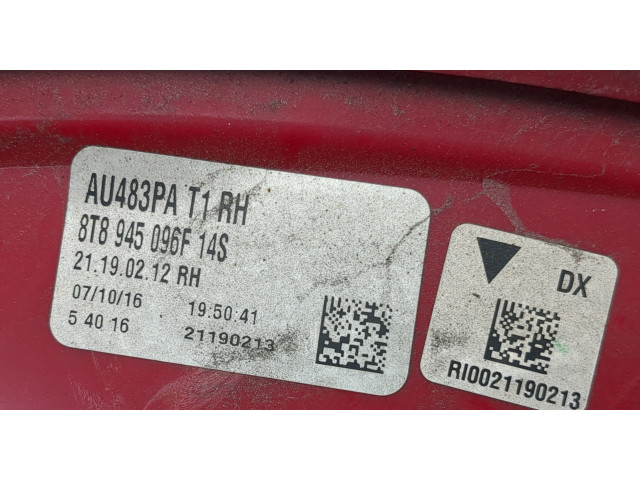 AU483PA T1 RH
8T8 945 096F 14S
21.19.02.12 RH
07/10/16 19:50:41
5 40 16 21190213
DX
RI0021190213